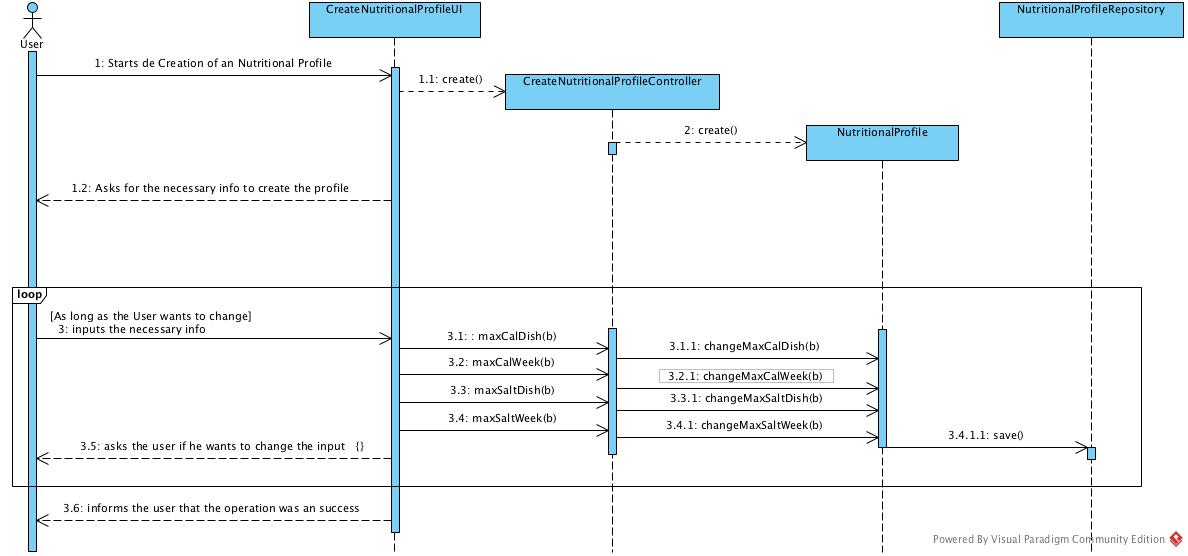 CreateNutritionalProfileUI
NutritionalProfileRepository
User
1: Starts de Creation of an Nutritional Profile
1.1: create()
CreateNutritionalProfileController
2: create()
NutritionalProfile
1.2: Asks for the necessary info to create the profile
loop
[As long as the User wants to change]
3: inputs the necessary info
3.1: : maxCalDish(b)
3.1.1: changeMaxCalDish(b)
3.2: maxCalWeek(b)
3.2.1: changeMaxCalWeek(b)
3.3: maxSaltDish(b)
3.3.1: changeMaxSaltDish(b)
3.4: maxSaltWeek(b)
3.4.1: changeMaxSaltWeek(b)
3.4.1.1: save()
3.5: asks the user if he wants to change the input {}
3.6: informs the user that the operation was an success
Powered By Visual Paradigm Community Edition